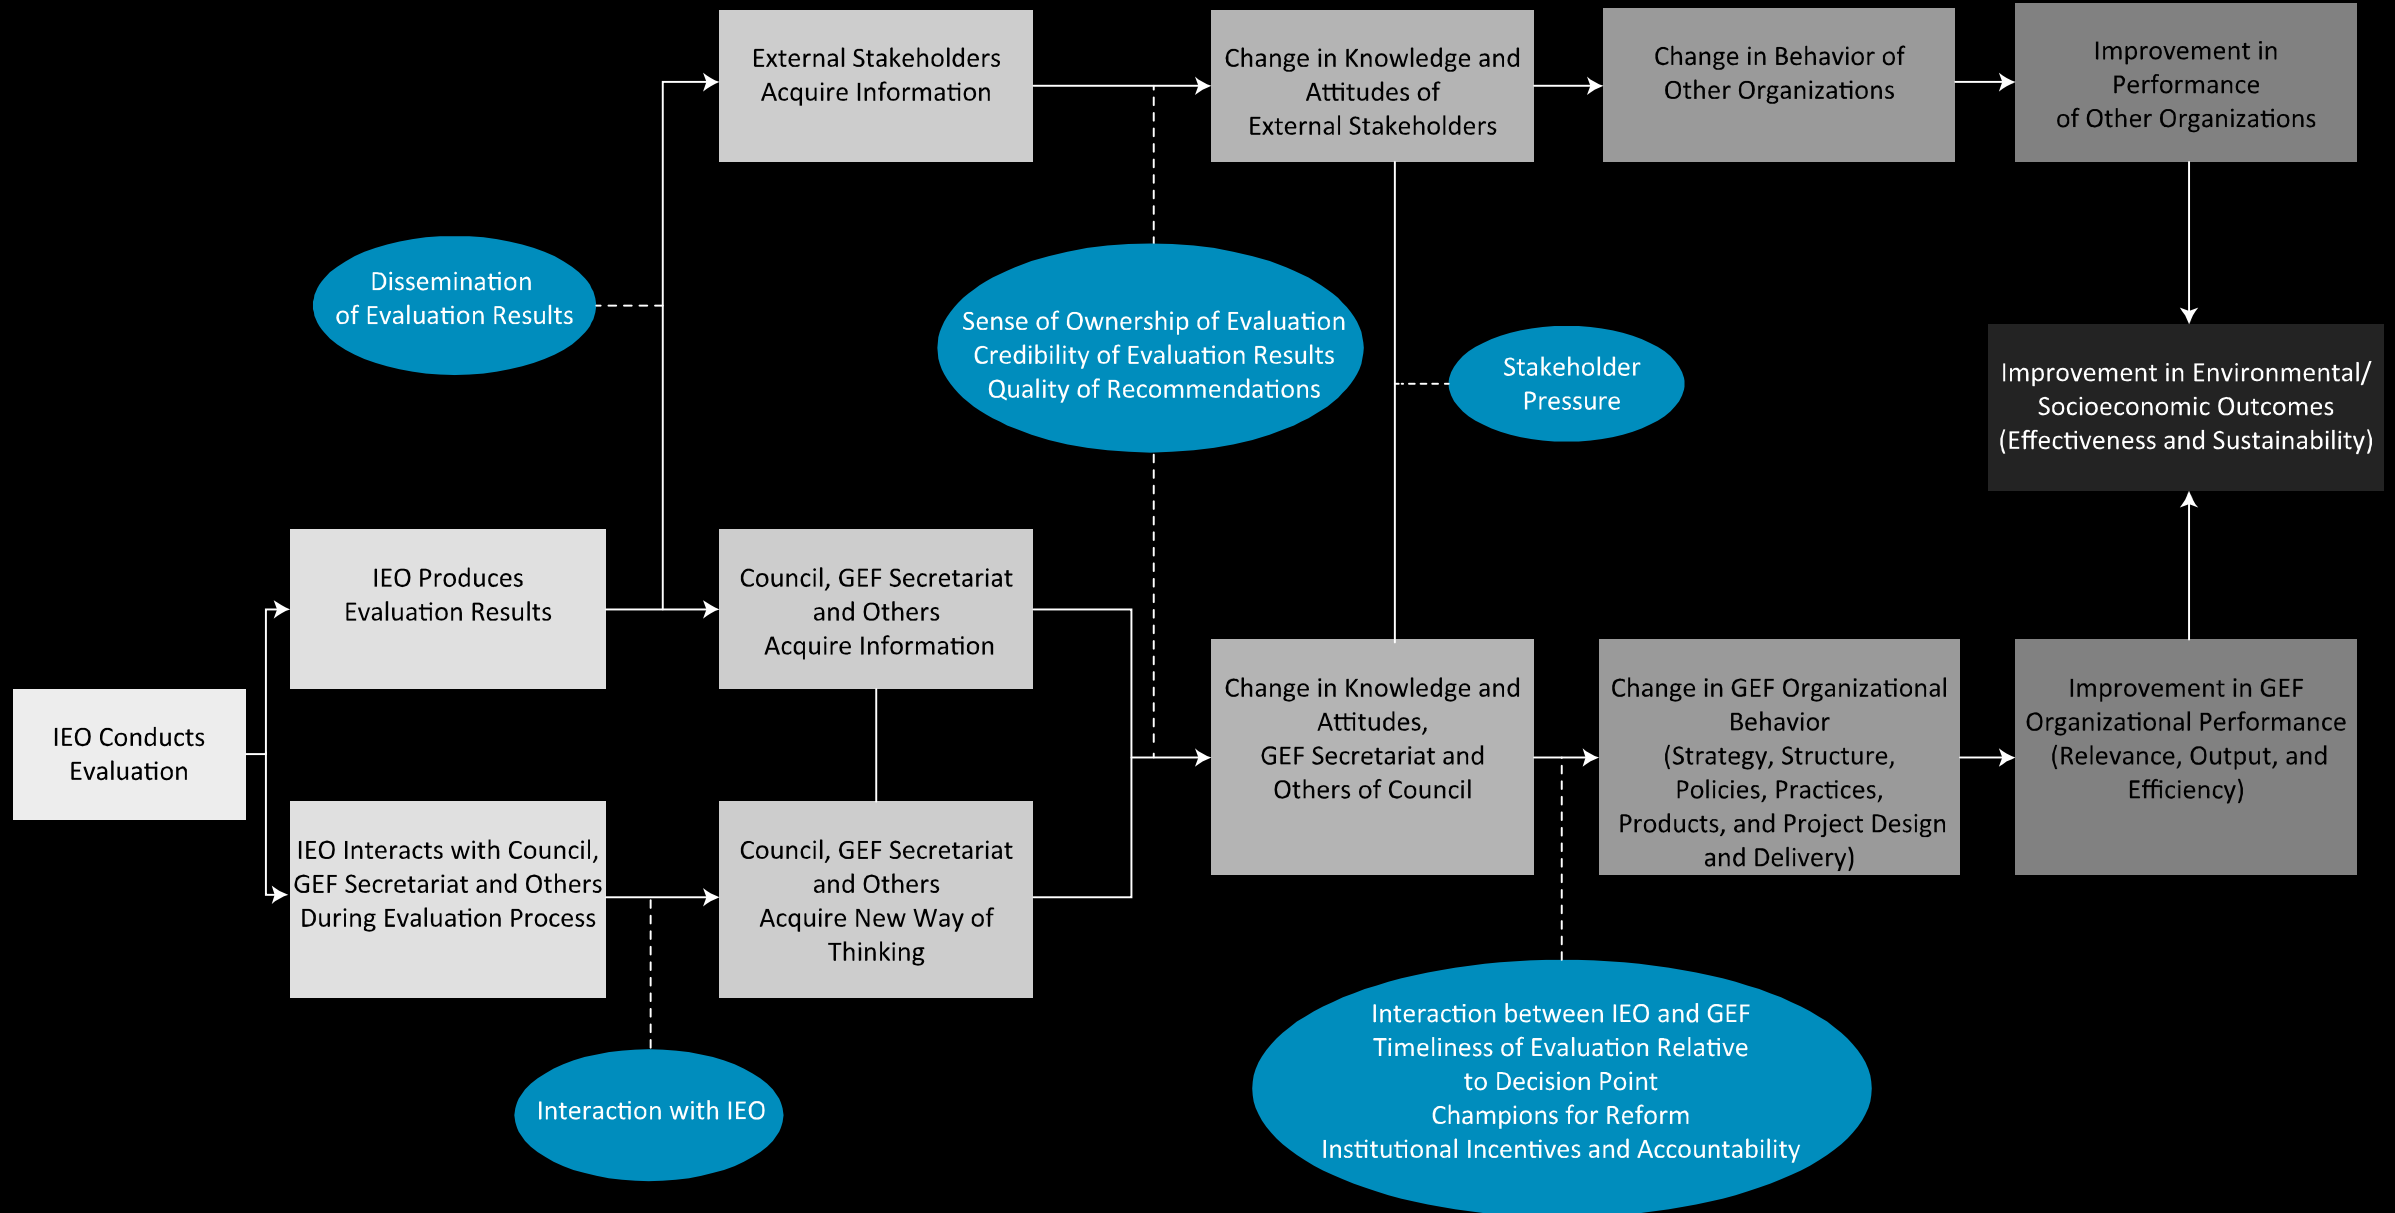 External Stakeholders
Acquire Information
Change in Knowledge and
Attitudes of
External Stakeholders
Change in Behavior of
Other Organizations
Improvement in
Performance
of Other Organizations
Dissemination
of Evaluation Results
Sense of Ownership of Evaluation
Credibility of Evaluation Results
Quality of Recommendations
Stakeholder
Pressure
Improvement in Environmental/
Socioeconomic Outcomes
(Effectiveness and Sustainability)
IEO Produces
Evaluation Results
Council, GEF Secretariat
and Others
Acquire Information
IEO Conducts
Evaluation
Change in Knowledge and
Attitudes,
GEF Secretariat and
Others of Council
Change in GEF Organizational
Behavior
(Strategy, Structure,
Policies, Practices,
Products, and Project Design
and Delivery)
Improvement in GEF
Organizational Performance
(Relevance, Output, and
Efficiency)
IEO Interacts with Council,
GEF Secretariat and Others
During Evaluation Process
Council, GEF Secretariat
and Others
Acquire New Way of
Thinking
Interaction with IEO
Interaction between IEO and GEF
Timeliness of Evaluation Relative
to Decision Point
Champions for Reform
Institutional Incentives and Accountability